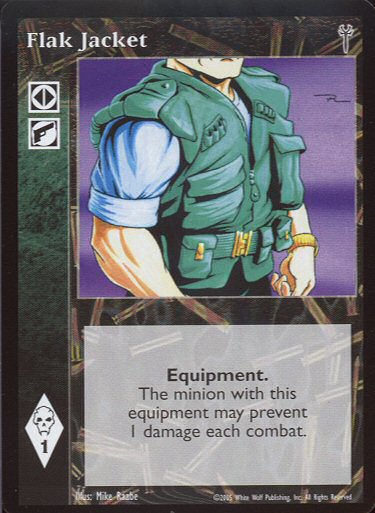 Flak Jacket
Equipment.
The minion with this
equipment may prevent
1 damage each combat.
1
Illus: Mike Raabe
©2005 White Wolf Publishing, Inc. All Rights Reserved